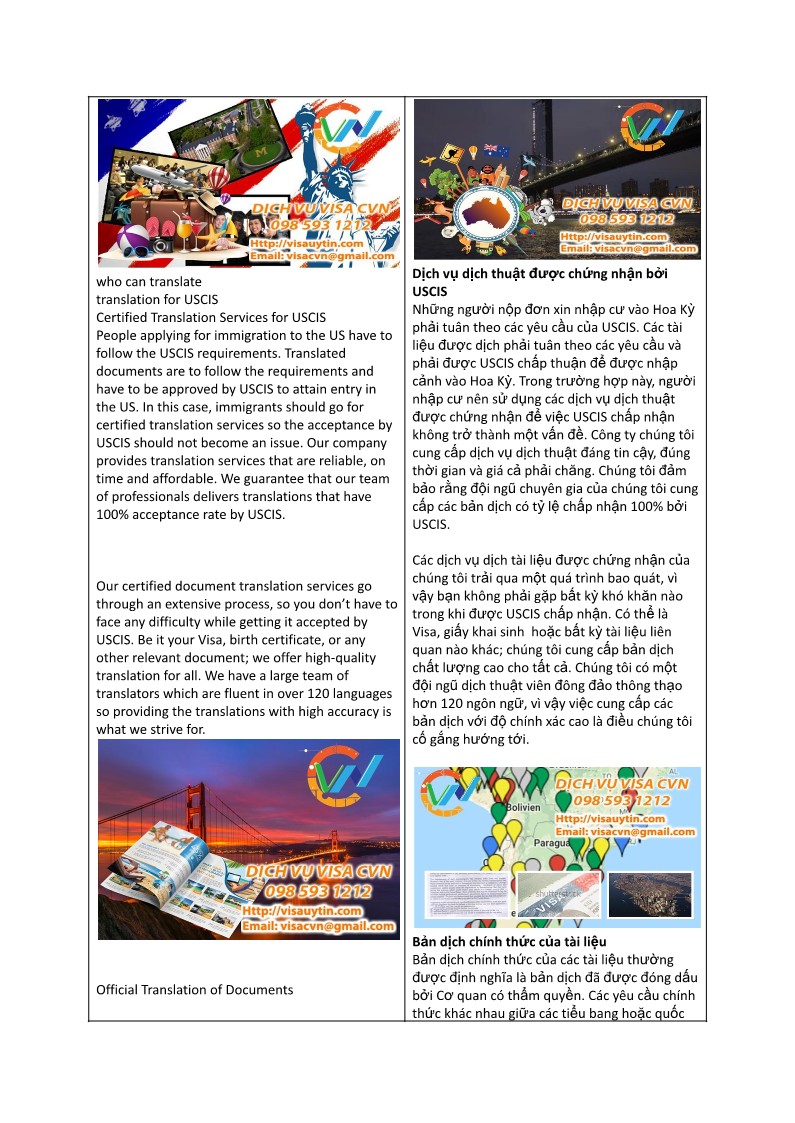 DỊCH VỤ VISA CVN
098 593 1212
Http://visauytin.com
Email: visacvn@gmail.com
who can translate
translation for USCIS
Certified Translation Services for USCIS
People applying for immigration to the US have to
follow the USCIS requirements. Translated
documents are to follow the requirements and
have to be approved by USCIS to attain entry in
the US. In this case, immigrants should go for
certified translation services so the acceptance by
USCIS should not become an issue. Our company
provides translation services that are reliable, on
time and affordable. We guarantee that our team
of professionals delivers translations that have
100% acceptance rate by USCIS.
Our certified document translation services go
through an extensive process, so you don’t have to
face any difficulty while getting it accepted by
USCIS. Be it your Visa, birth certificate, or any
other relevant document; we offer high-quality
translation for all. We have a large team of
translators which are fluent in over 120 languages
so providing the translations with high accuracy is
what we strive for.
DỊCH VỤ VISA CVN
098 593 1212
Http://visauytin.com
Email: visacvn@gmail.com
Official Translation of Documents
DỊCH VỤ VISA CVN
098 593 1212
Http://visauytin.com
Email: visacvn@gmail.com
Dịch vụ dịch thuật được chứng nhận bởi
USCIS
Những người nộp đơn xin nhập cư vào Hoa Kỳ
phải tuân theo các yêu cầu của USCIS. Các tài
liệu được dịch phải tuân theo các yêu cầu và
phải được USCIS chấp thuận để được nhập
cảnh vào Hoa Kỳ. Trong trường hợp này, người
nhập cư nên sử dụng các dịch vụ dịch thuật
được chứng nhận để việc USCIS chấp nhận
không trở thành một vấn đề. Công ty chúng tôi
cung cấp dịch vụ dịch thuật đáng tin cậy, đúng
thời gian và giá cả phải chăng. Chúng tôi đảm
bảo rằng đội ngũ chuyên gia của chúng tôi cung
cấp các bản dịch có tỷ lệ chấp nhận 100% bởi
USCIS.
Các dịch vụ dịch tài liệu được chứng nhận của
chúng tôi trải qua một quá trình bao quát, vì
vậy bạn không phải gặp bất kỳ khó khăn nào
trong khi được USCIS chấp nhận. Có thể là
Visa, giấy khai sinh  hoặc bất kỳ tài liệu liên
quan nào khác; chúng tôi cung cấp bản dịch
chất lượng cao cho tất cả. Chúng tôi có một
đội ngũ dịch thuật viên đông đảo thông thạo
hơn 120 ngôn ngữ, vì vậy việc cung cấp các
bản dịch với độ chính xác cao là điều chúng tôi
cố gắng hướng tới.
DỊCH VỤ VISA CVN
098 593 1212
Bolivien
Http://visauytin.com
Email: visacvn@gmail.com
Paragua
shutterstock
Bản dịch chính thức của tài liệu
Bản dịch chính thức của các tài liệu thường
được định nghĩa là bản dịch đã được đóng dấu
bởi Cơ quan có thẩm quyền. Các yêu cầu chính
thức khác nhau giữa các tiểu bang hoặc quốc